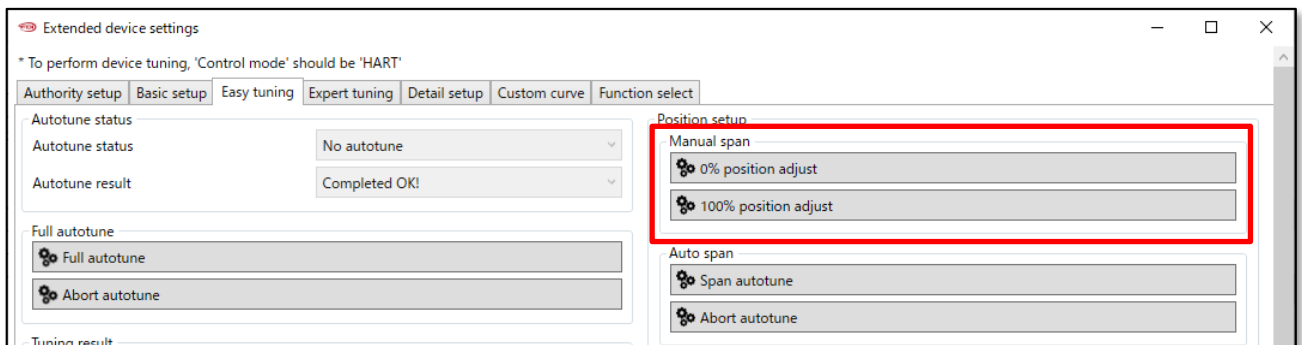 Extended device settings
* To perform device tuning, 'Control mode' should be 'HART'
Authority setup Basic setup Easy tuning Expert tuning Detail setup Custom curve Function select
Autotune status
Autotune status No autotune
Autotune result Completed OK!
Full autotune
Full autotune
Abort autotune
Tuning result
Position setup
Manual span
0% position adjust
100% position adjust
Auto span
Span autotune
Abort autotune